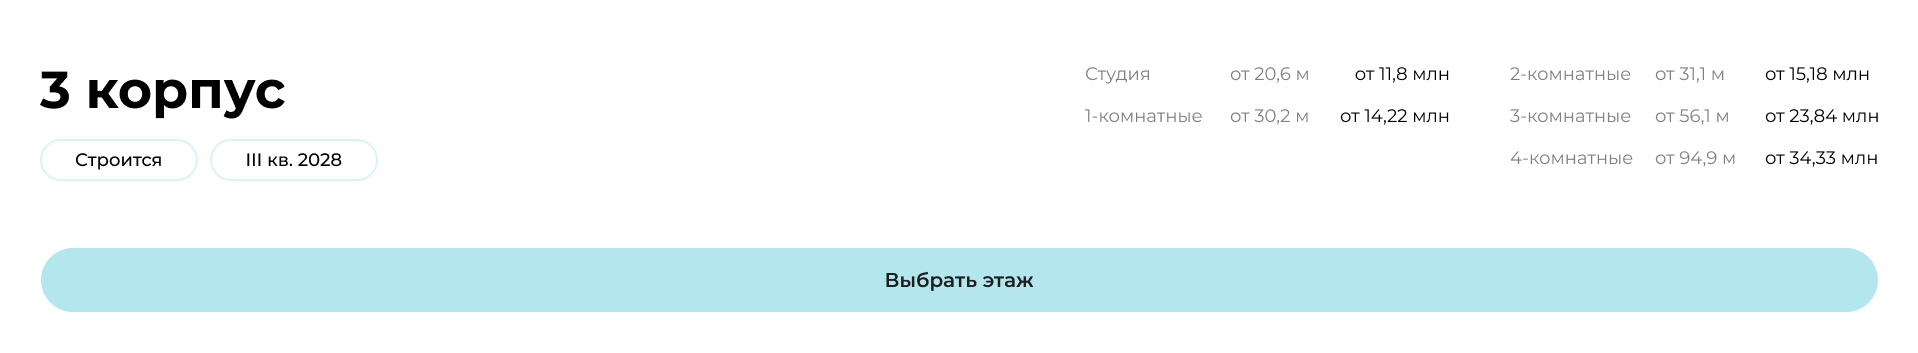 3 корпус
Строится
III кв. 2028
Студия от 20,6 м от 11,8 млн
1-комнатные от 30,2 м от 14,22 млн
2-комнатные от 31,1 м от 15,18 млн
3-комнатные от 56,1 м от 23,84 млн
4-комнатные от 94,9 м от 34,33 млн
Выбрать этаж